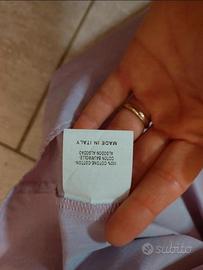 100% COTONE-COTTON-
COTON BAUMWOLLE-
ALGODON ALGODAO
MADE IN ITALY
subito